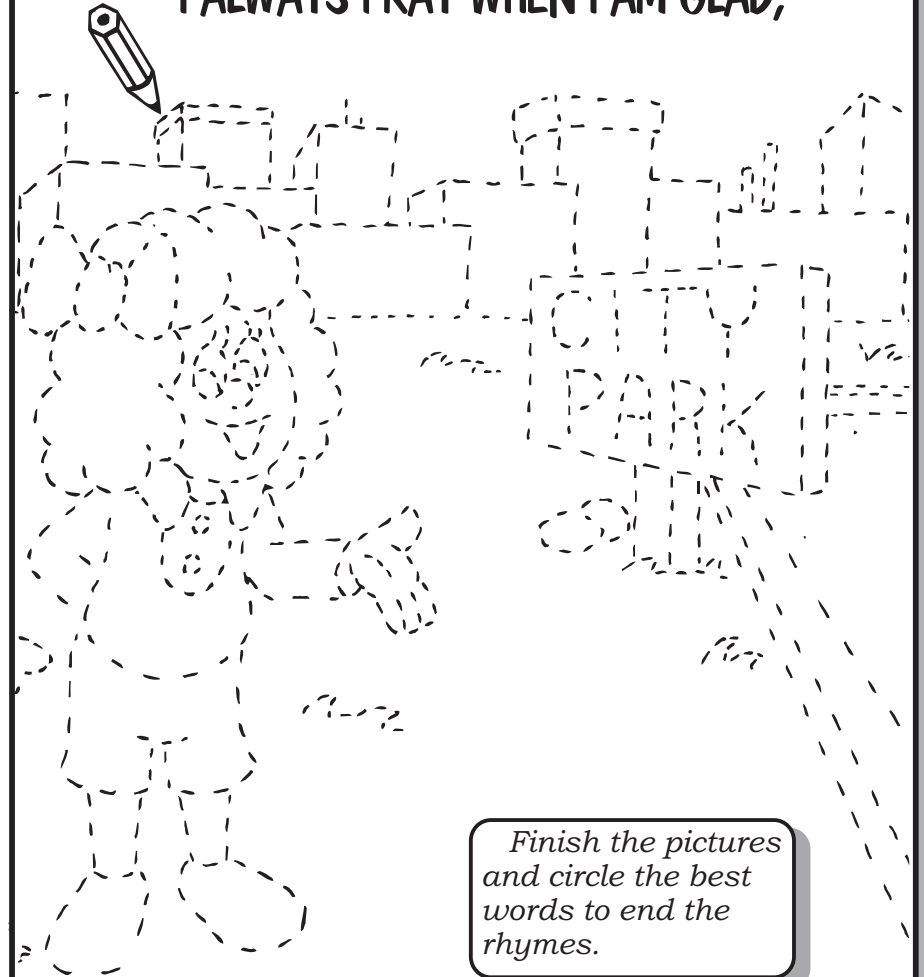 I ALWAYS PRAY WHEN I AM GLAD,
CITY
PARK
Finish the pictures
and circle the best
words to end the
rhymes.